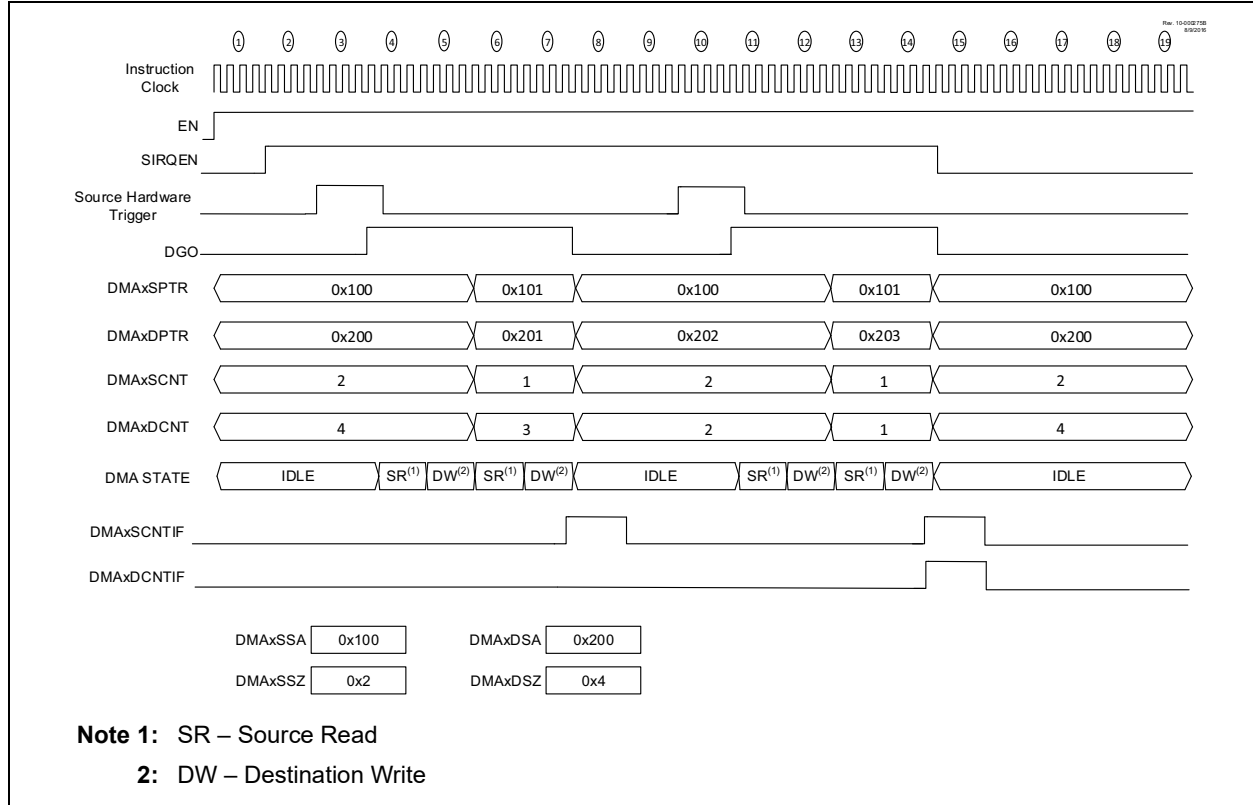 Rev. 10-000275B
8/9/2016
1 2 3 4 5 6 7 8 9 10 11 12 13 14 15 16 17 18 19
Instruction
Clock
EN
SIRQEN
Source Hardware
Trigger
DGO
DMAxSPTR 0x100 0x101 0x100 0x101 0x100
DMAxDPTR 0x200 0x201 0x202 0x203 0x200
DMAxSCNT 2 1 2 1 2
DMAxDCNT 4 3 2 1 4
DMA STATE IDLE SR(1) DW(2) SR(1) DW(2) IDLE SR(1) DW(2) SR(1) DW(2) IDLE
DMAxSCNTIF
DMAxDCNTIF
DMAxSSA 0x100 DMAxDSA 0x200
DMAxSSZ 0x2 DMAxDSZ 0x4
Note 1: SR – Source Read
2: DW – Destination Write